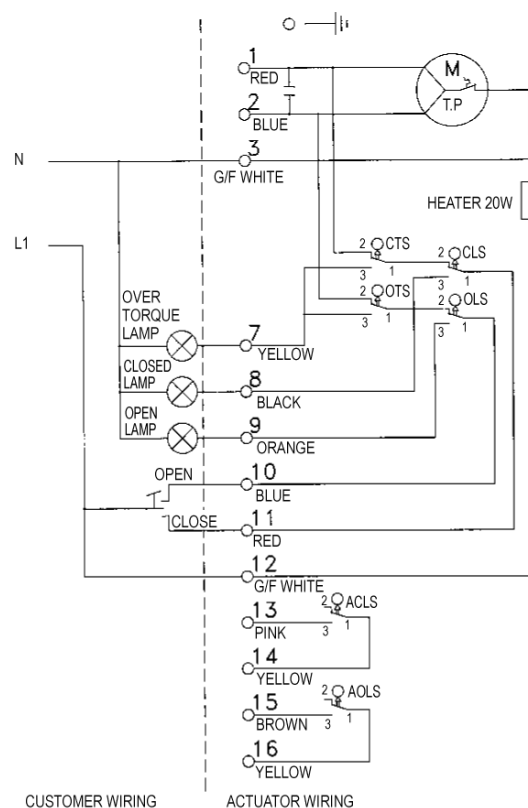 1
RED
M
T.P
2
BLUE
N
3
G/F WHITE
HEATER 20W
L1
2 CTS
2 CLS
3 1
3 1
2 OTS
2 OLS
3 1
3 1
OVER
TORQUE
LAMP
7
YELLOW
CLOSED
LAMP
8
BLACK
OPEN
LAMP
9
ORANGE
OPEN
10
BLUE
CLOSE
11
RED
12
G/F WHITE
2 ACLS
13
PINK
3 1
14
YELLOW
2 AOLS
15
BROWN
3 1
16
YELLOW
CUSTOMER WIRING
ACTUATOR WIRING